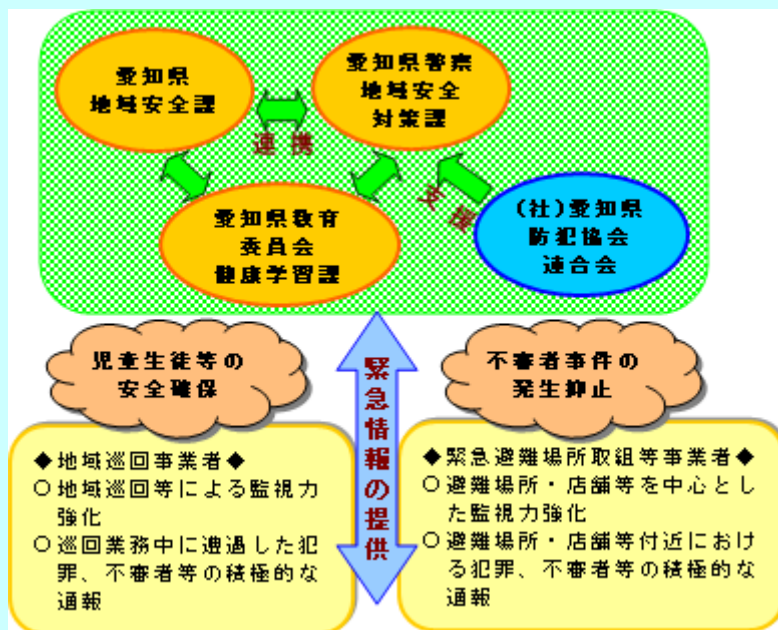 愛知県
地域安全課
愛知県警察
地域安全
対策課
連携
愛知県教育
委員会
健康学習課
支援
(社)愛知県
防犯協会
連合会
児童生徒等の
安全確保
緊急情報の提供
不審者事件の
発生抑止
◆地域巡回事業者◆
○地域巡回等による監視力
強化
○巡回業務中に遭遇した犯
罪、不審者等の積極的な
通報
◆緊急避難場所取組等事業者◆
○避難場所・店舗等を中心とし
た監視力強化
○避難場所・店舗等付近におけ
る犯罪、不審者等の積極的な
通報